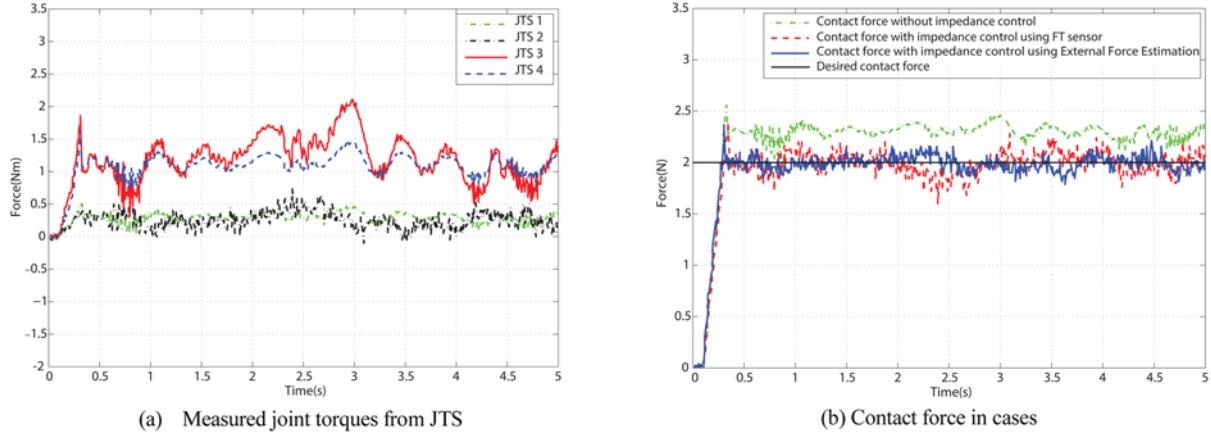 3.5
3
2.5
2
1.5
1
0.5
0
−0.5
−1
−1.5
-2
Force(Nm)
0 0.5 1 1.5 2 2.5 3 3.5 4 4.5 5
Time(s)
JTS 1
JTS 2
JTS 3
JTS 4
(a) Measured joint torques from JTS
3.5
3
2.5
2
1.5
1
0.5
0
Force(N)
0 0.5 1 1.5 2 2.5 3 3.5 4 4.5 5
Time(s)
Contact force without impedance control
Contact force with impedance control using FT sensor
Contact force with impedance control using External Force Estimation
Desired contact force
(b) Contact force in cases